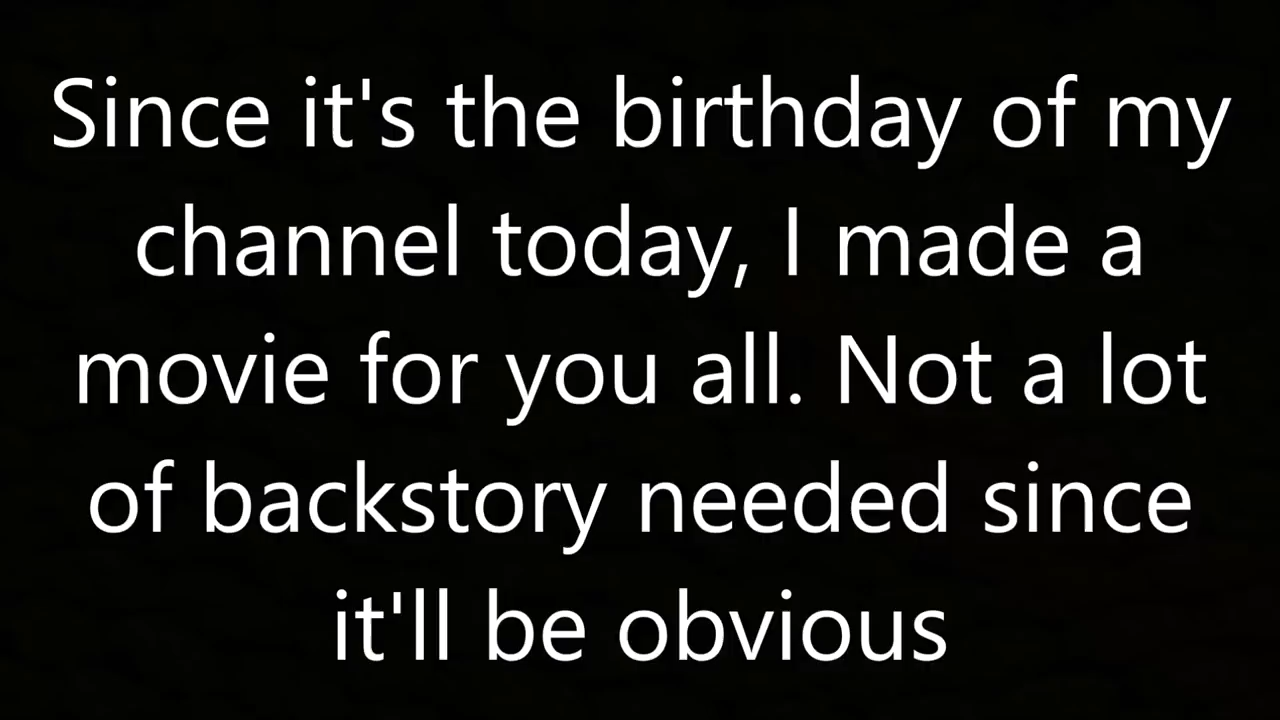 Since it's the birthday of my
channel today, I made a
movie for you all. Not a lot
of backstory needed since
it'll be obvious